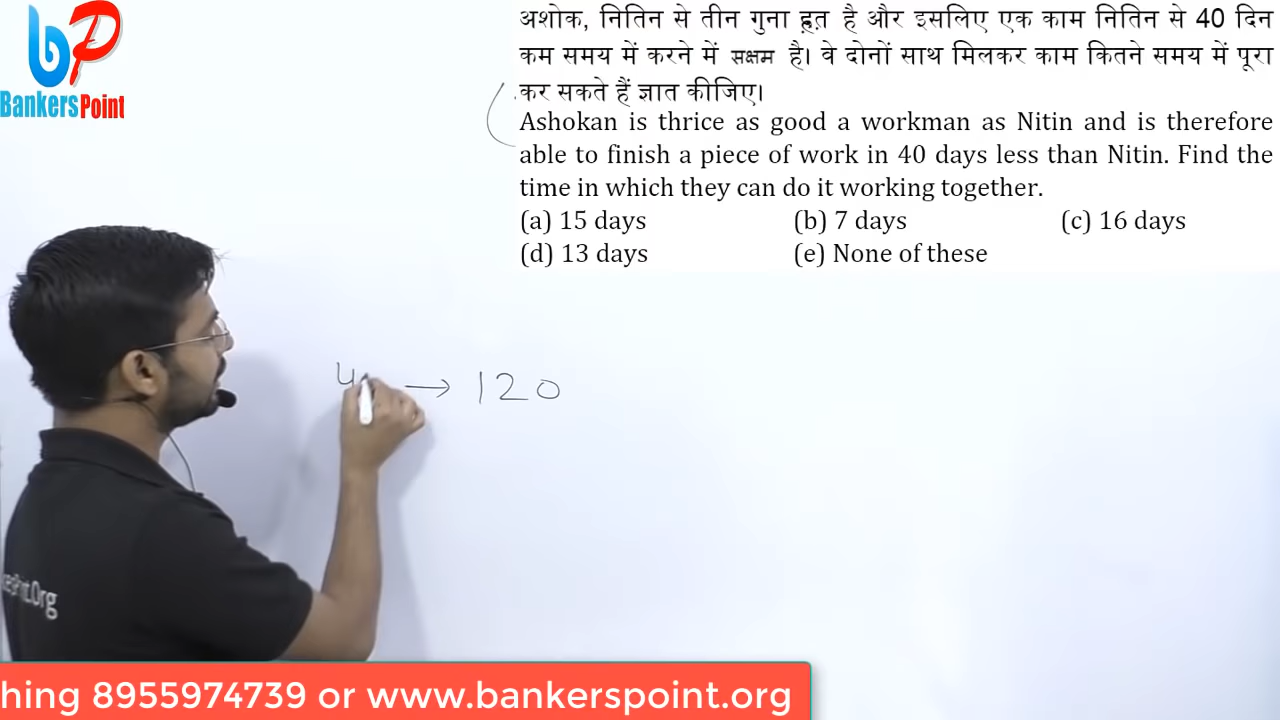 अशोक, नितिन से तीन गुना द्रुत है और इसलिए एक काम नितिन से 40 दिन
कम समय में करने में सक्षम है। वे दोनों साथ मिलकर काम कितने समय में पूरा
कर सकते हैं ज्ञात कीजिए।
BankersPoint
Ashokan is thrice as good a workman as Nitin and is therefore
able to finish a piece of work in 40 days less than Nitin. Find the
time in which they can do it working together.
(a) 15 days (b) 7 days (c) 16 days
(d) 13 days (e) None of these
→ 120
hing 8955974739 or www.bankerspoint.org